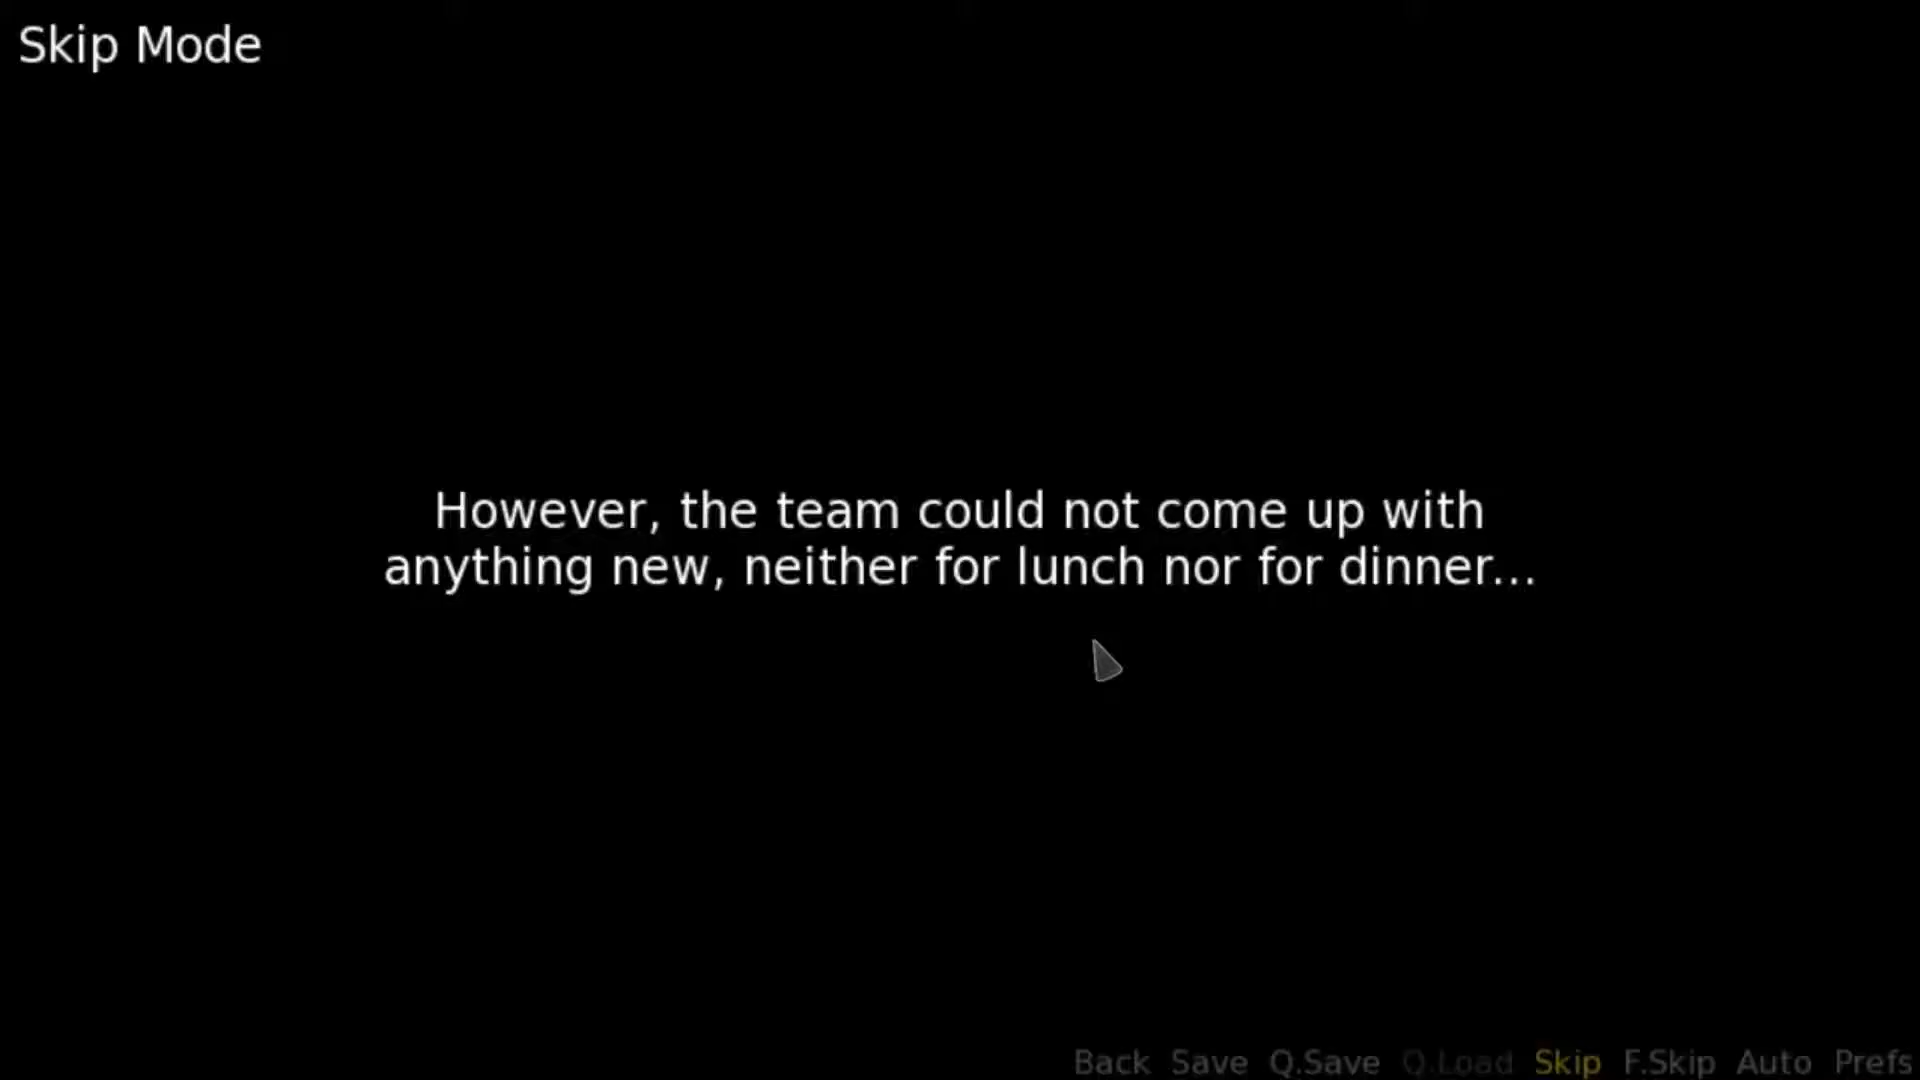 Skip Mode
However, the team could not come up with
anything new, neither for lunch nor for dinner...
Back Save Q.Save Q.Load Skip F.Skip Auto Prefs